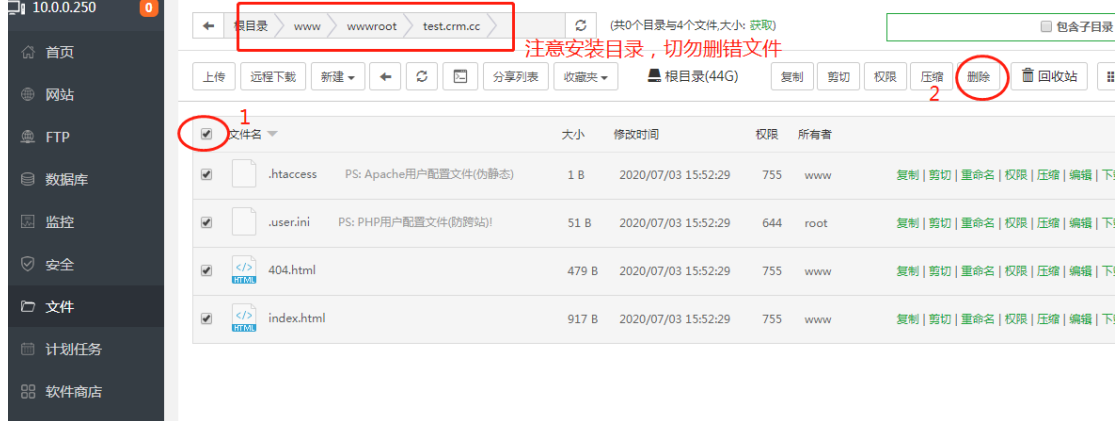 10.0.0.250 0
首页
网站
FTP
数据库
监控
安全
文件
计划任务
软件商店
根目录 www wwwroot test.crm.cc (共0个目录与4个文件,大小: 获取) 包含子目录
注意安装目录，切勿删错文件
上传 远程下载 新建 分享列表 收藏夹 根目录(44G) 复制 剪切 权限 压缩 删除 回收站
1 2
文件名 大小 修改时间 权限 所有者
.htaccess PS: Apache用户配置文件(伪静态) 1 B 2020/07/03 15:52:29 755 www 复制 | 剪切 | 重命名 | 权限 | 压缩 | 编辑 |
.user.ini PS: PHP用户配置文件(防跨站)! 51 B 2020/07/03 15:52:29 644 root 复制 | 剪切 | 重命名 | 权限 | 压缩 | 编辑 |
HTML 404.html 479 B 2020/07/03 15:52:29 755 www 复制 | 剪切 | 重命名 | 权限 | 压缩 | 编辑 |
HTML index.html 917 B 2020/07/03 15:52:29 755 www 复制 | 剪切 | 重命名 | 权限 | 压缩 | 编辑 |